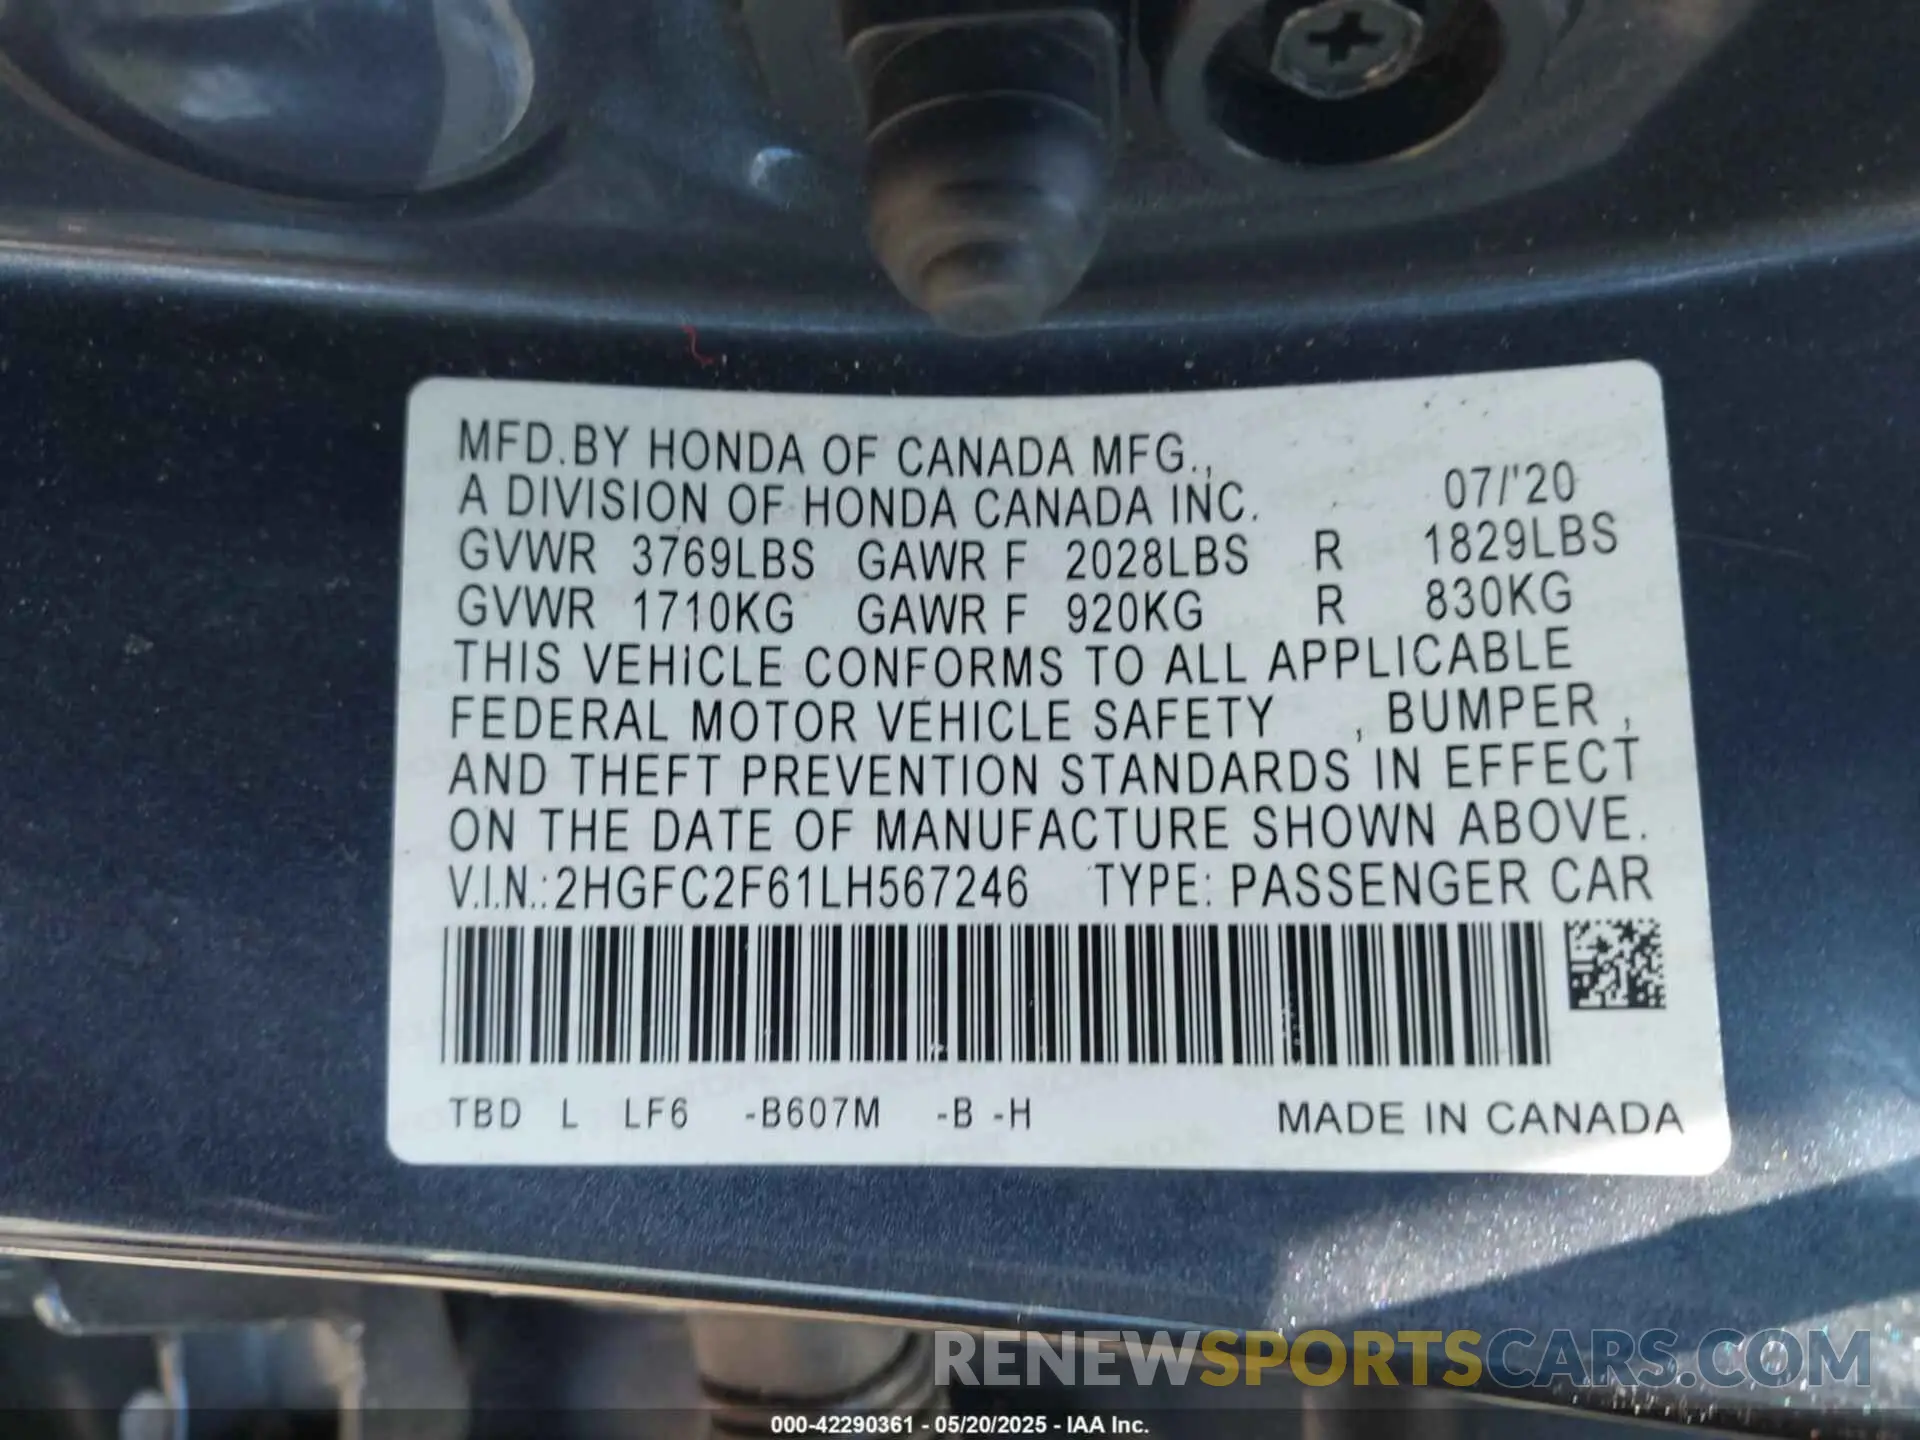 MFD.BY HONDA OF CANADA MFG.,
A DIVISION OF HONDA CANADA INC. 07/'20
GVWR 3769LBS GAWR F 2028LBS R 1829LBS
GVWR 1710KG GAWR F 920KG R 830KG
THIS VEHICLE CONFORMS TO ALL APPLICABLE
FEDERAL MOTOR VEHICLE SAFETY , BUMPER ,
AND THEFT PREVENTION STANDARDS IN EFFECT
ON THE DATE OF MANUFACTURE SHOWN ABOVE.
V.I.N.:2HGFC2F61LH567246 TYPE: PASSENGER CAR
TBD L LF6 -B607M -B -H MADE IN CANADA
RENEWSPORTSCARS.COM
000-42290361 - 05/20/2025 - IAA Inc.